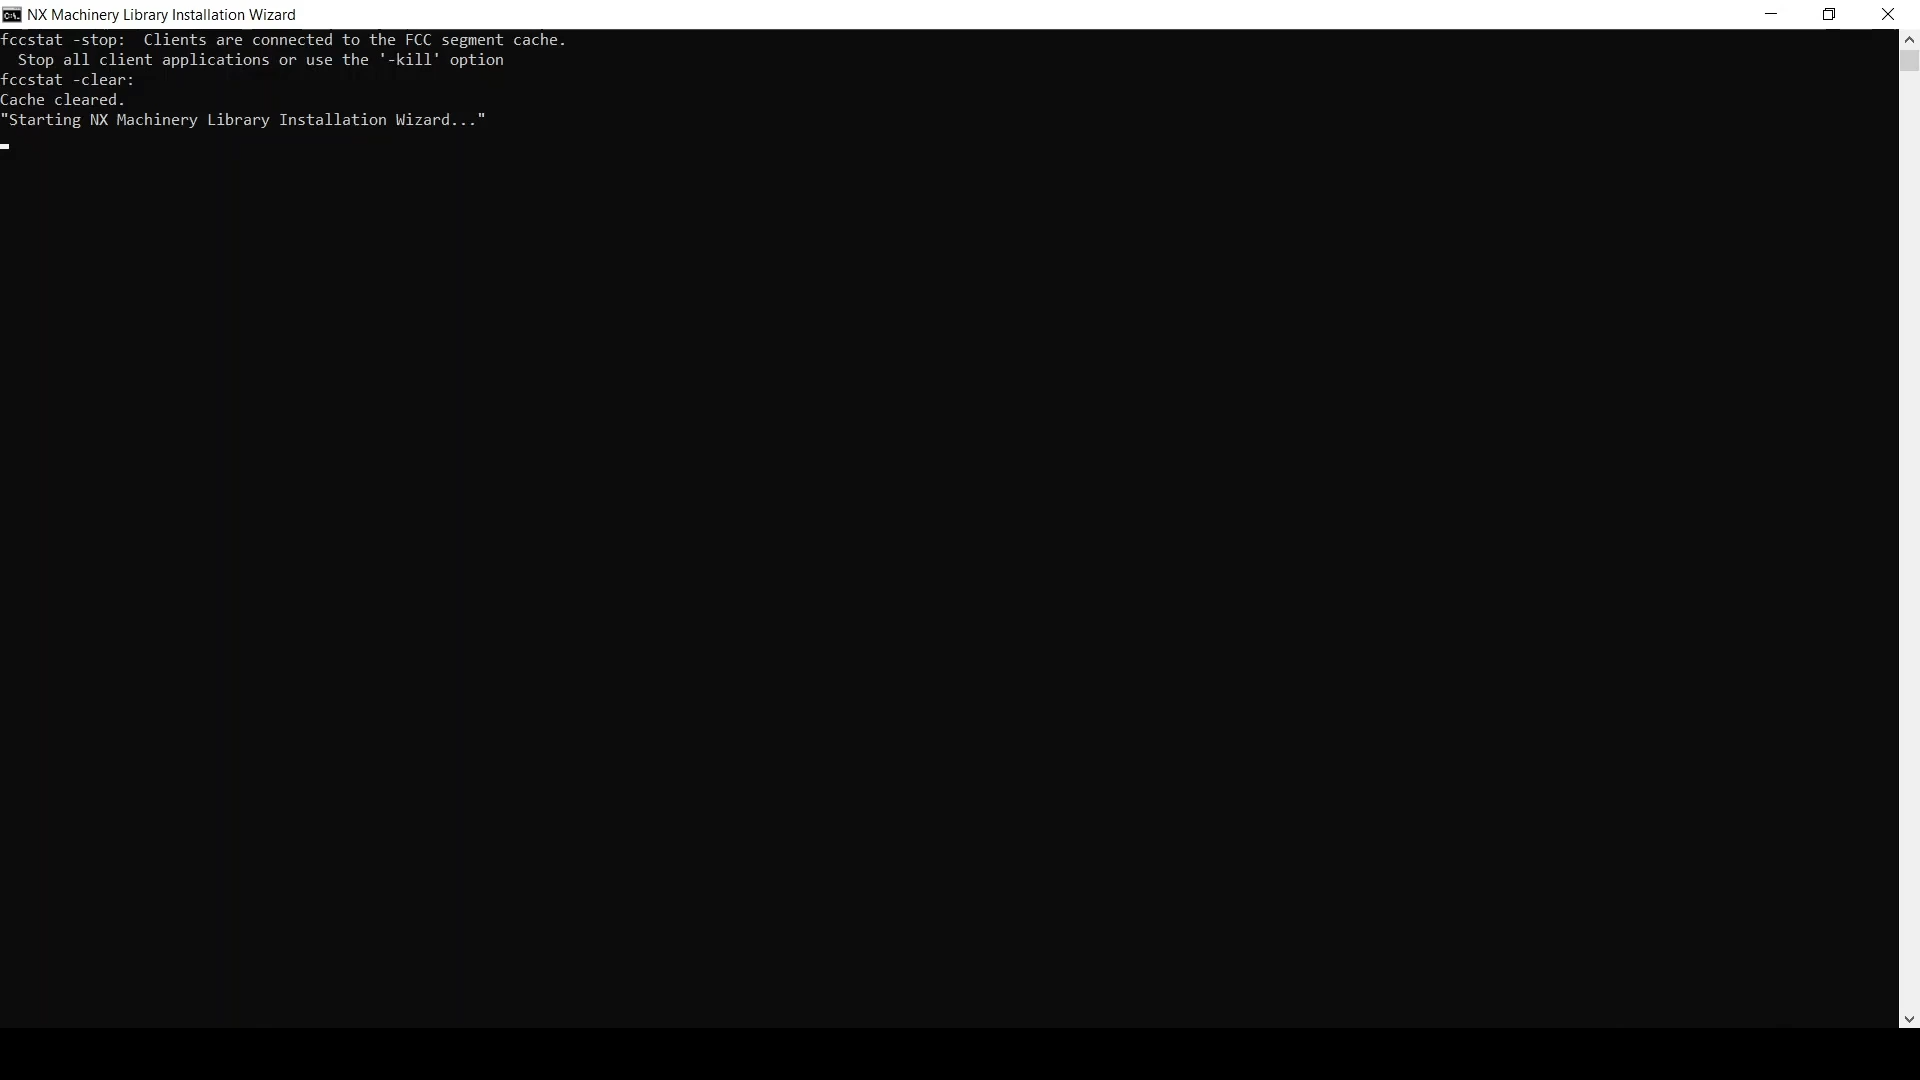 NX Machinery Library Installation Wizard
fccstat -stop:  Clients are connected to the FCC segment cache.
  Stop all client applications or use the '-kill' option
fccstat -clear:
Cache cleared.
"Starting NX Machinery Library Installation Wizard..."